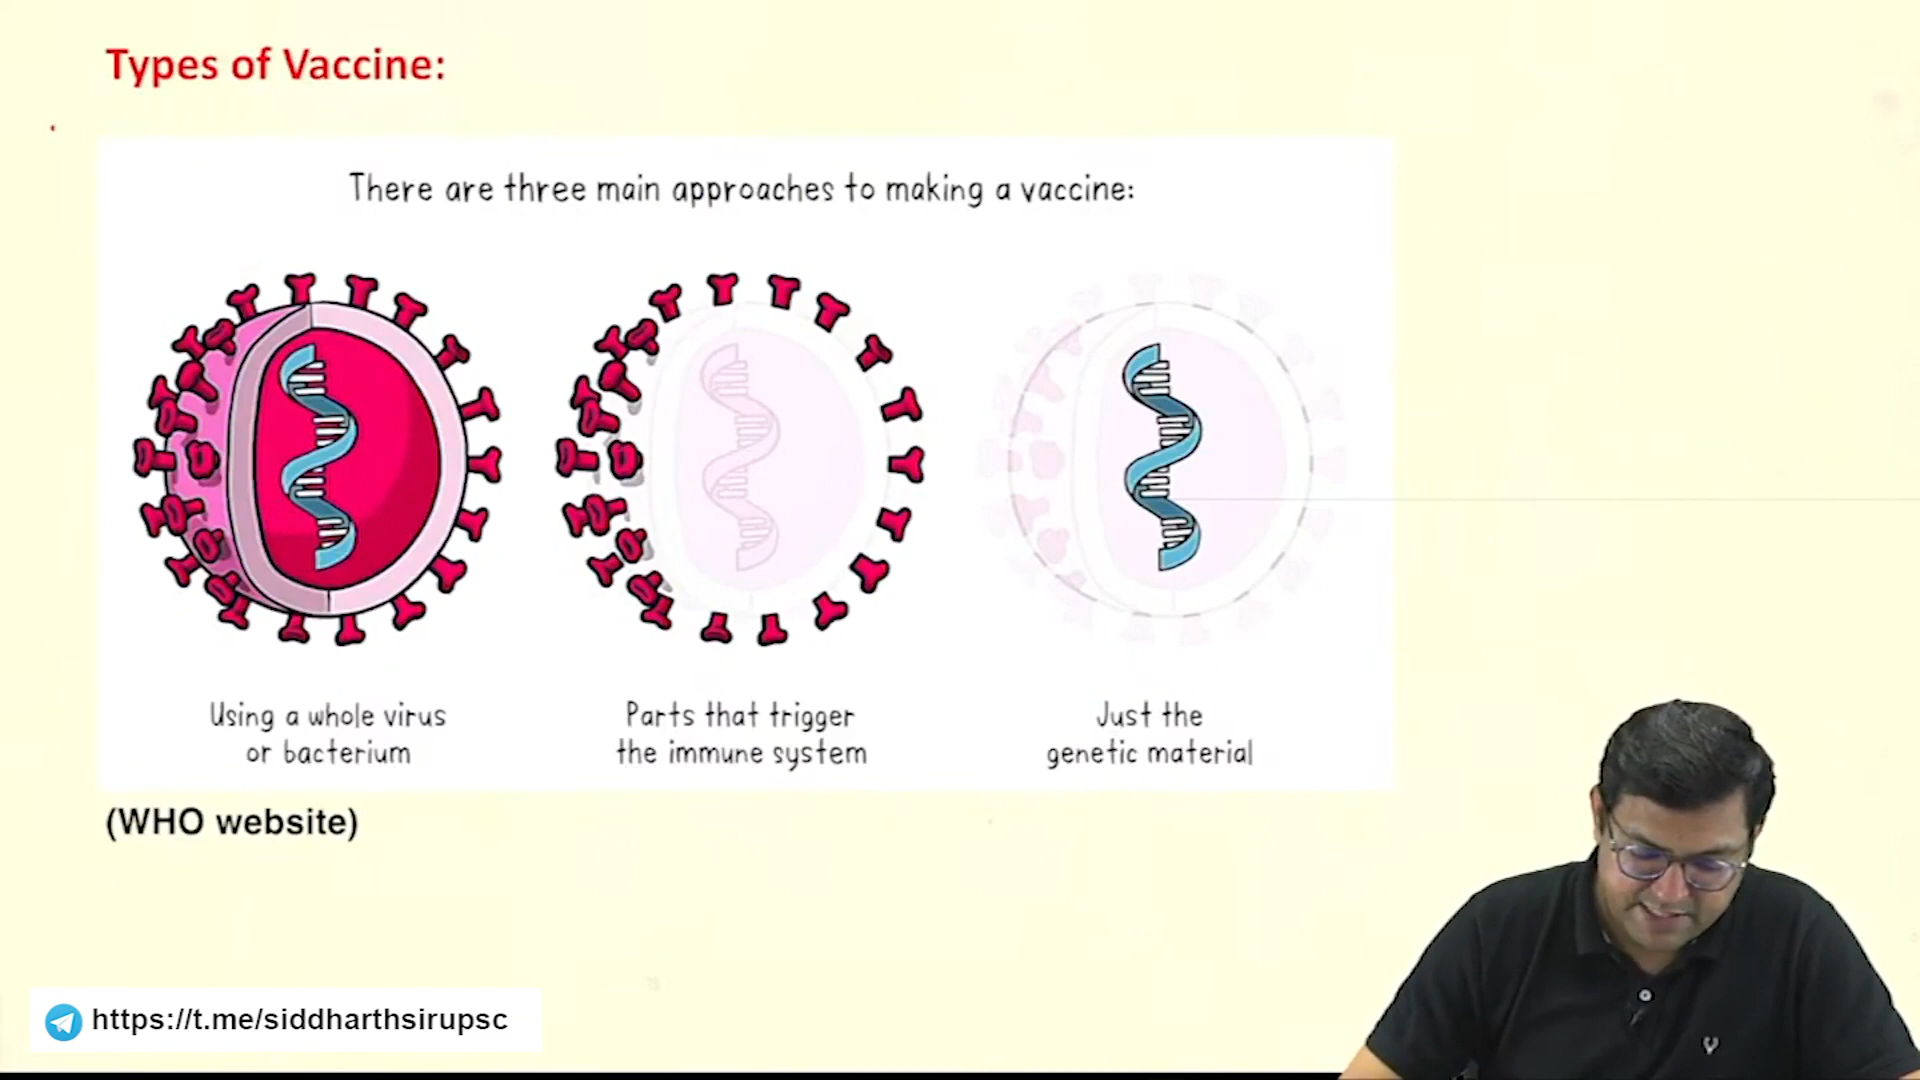 Types of Vaccine:
There are three main approaches to making a vaccine:
Using a whole virus
or bacterium
Parts that trigger
the immune system
Just the
genetic material
(WHO website)
https://t.me/siddharthsirupsc